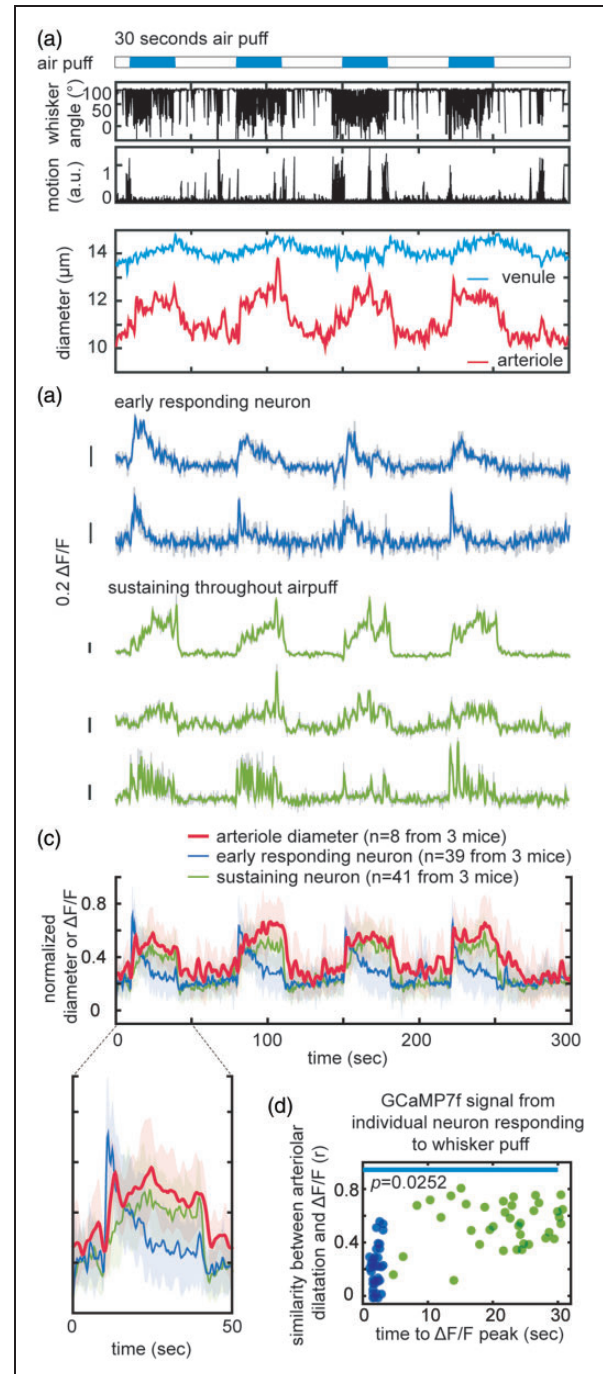 (a)
30 seconds air puff
air puff
whisker
angle (°)
100
50
0
motion
(a.u.)
1
0
diameter (μm)
14
12
10
venule
arteriole
(a)
early responding neuron
0.2 ΔF/F
sustaining throughout airpuff
(c)
arteriole diameter (n=8 from 3 mice)
early responding neuron (n=39 from 3 mice)
sustaining neuron (n=41 from 3 mice)
normalized
diameter or ΔF/F
0.8
0.4
0
0 100 200 300
time (sec)
0 50
time (sec)
(d)
GCaMP7f signal from
individual neuron responding
to whisker puff
p=0.0252
similarity between arteriolar
dilatation and ΔF/F (r)
0.8
0.4
0
0 10 20 30
time to ΔF/F peak (sec)